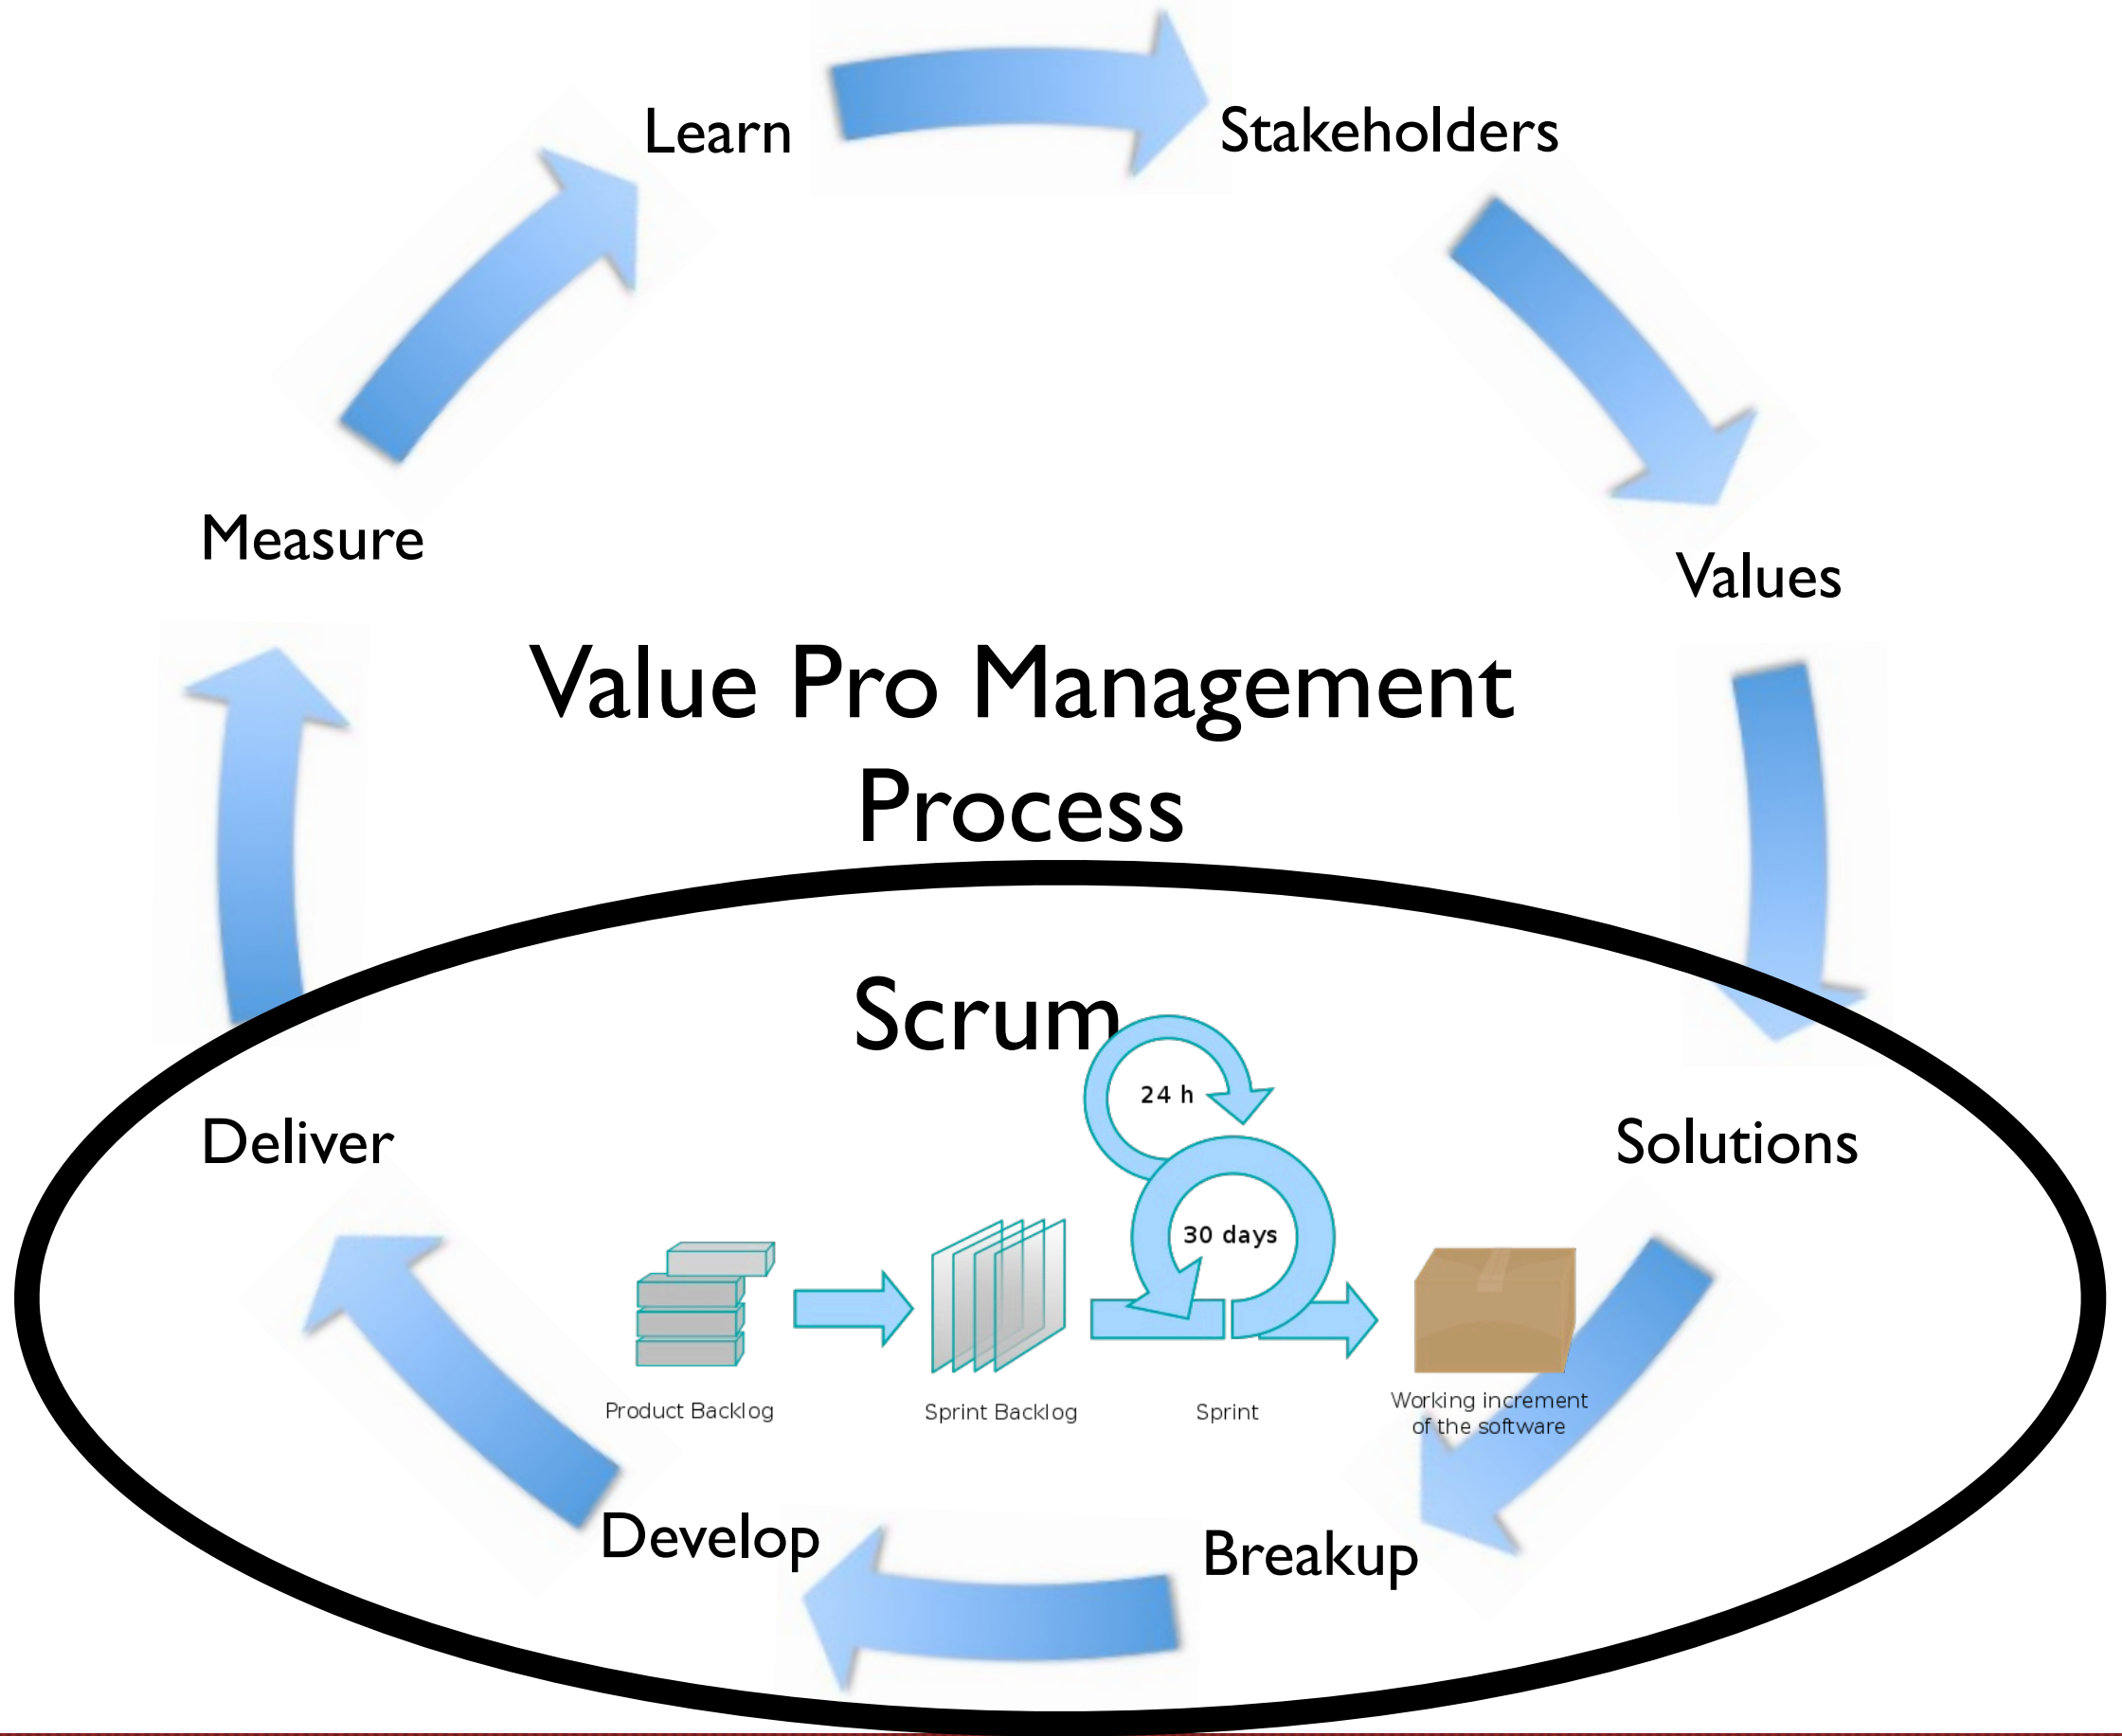 Learn
Stakeholders
Measure
Values
Value Pro Management
Process
Scrum
24 h
Deliver
Solutions
30 days
Product Backlog
Sprint Backlog
Sprint
Working increment
of the software
Develop
Breakup